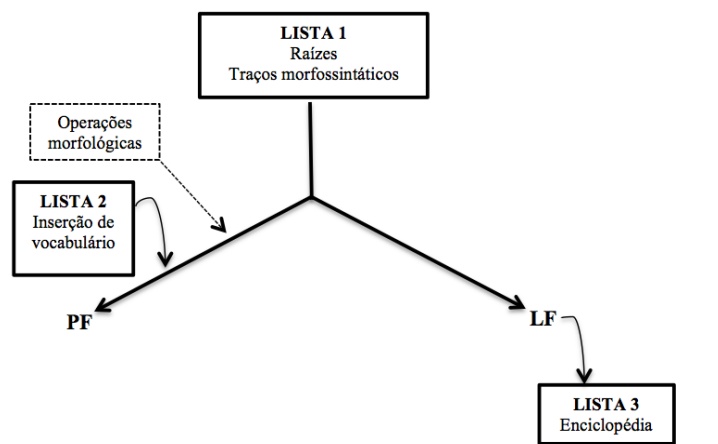 LISTA 1
Raízes
Traços morfossintáticos
Operações
morfológicas
LISTA 2
Inserção de
vocabulário
PF
LF
LISTA 3
Enciclopédia